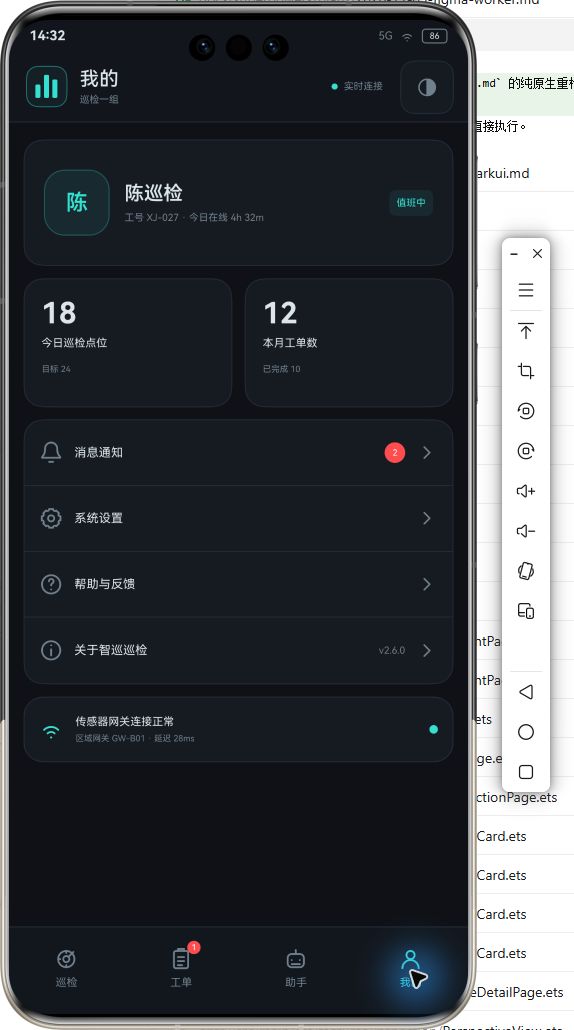 figma-worker.md
14:32
5G
86
我的
巡检一组
实时连接
.md` 的纯原生重构
直接执行。
arkui.md
陈
陈巡检
工号 XJ-027 · 今日在线 4h 32m
值班中
18
今日巡检点位
目标 24
12
本月工单数
已完成 10
消息通知
2
系统设置
帮助与反馈
关于智巡巡检
v2.6.0
传感器网关连接正常
区域网关 GW-B01 · 延迟 28ms
ntPa
ntPa
ets
ge.e
ctionPage.ets
Card.ets
Card.ets
Card.ets
Card.ets
eDetailPage.ets
/PerspectiveView.ets
巡检
工单
1
助手
我